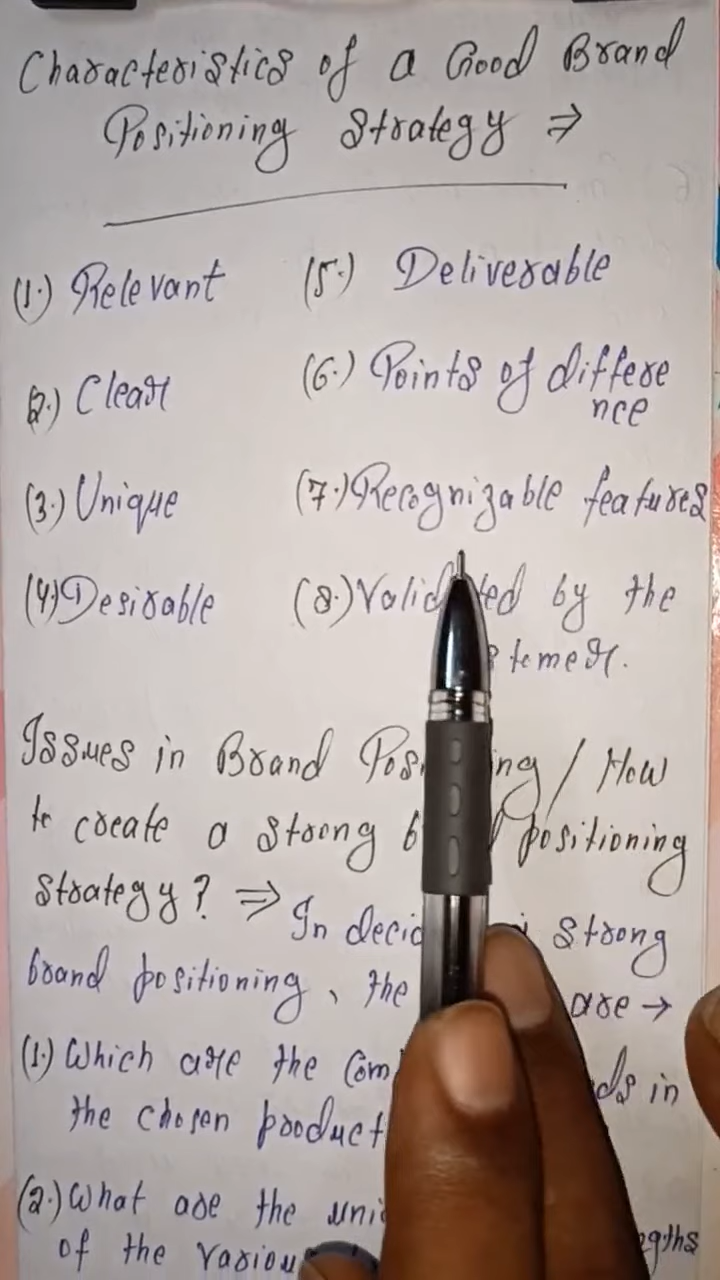 Characteristics of a Good Brand
Positioning Strategy ⇒
(1.) Relevant
(2.) Clear
(3.) Unique
(4) Desirable
(5.) Deliverable
(6.) Points of differe
nce
(7.) Recognizable features
(8.) by the
Issues in Brand / How
to create a strong positioning
strategy? ⇒
In strong
brand positioning, the are →
(1.) Which are the in
the chosen product
(2.) What are the
of the